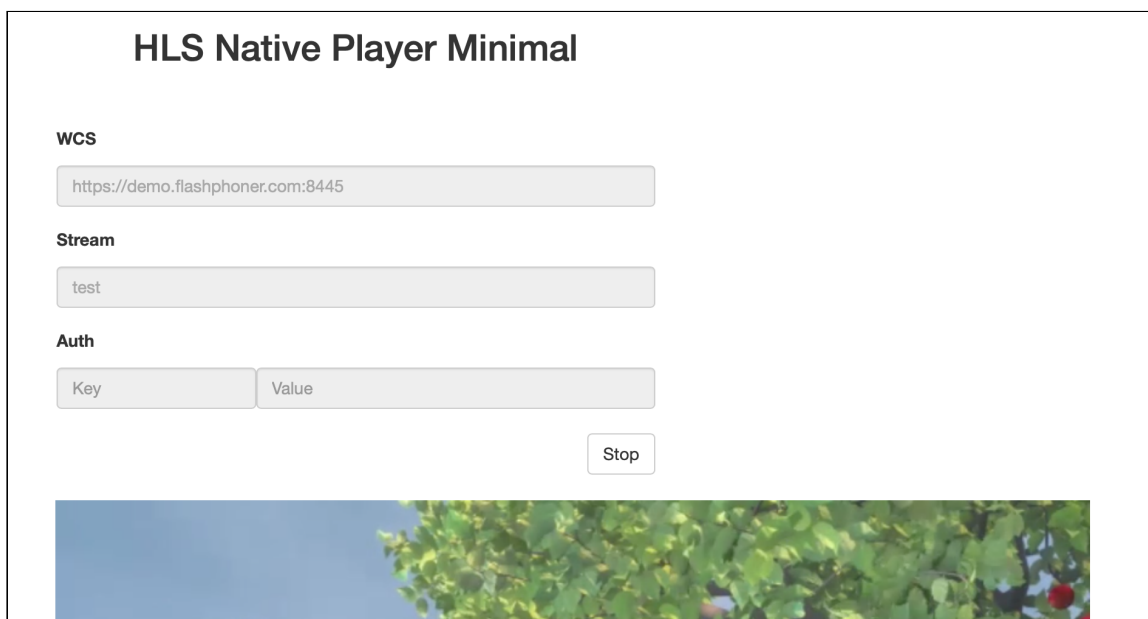 HLS Native Player Minimal
WCS
https://demo.flashphoner.com:8445
Stream
test
Auth
Key Value
Stop